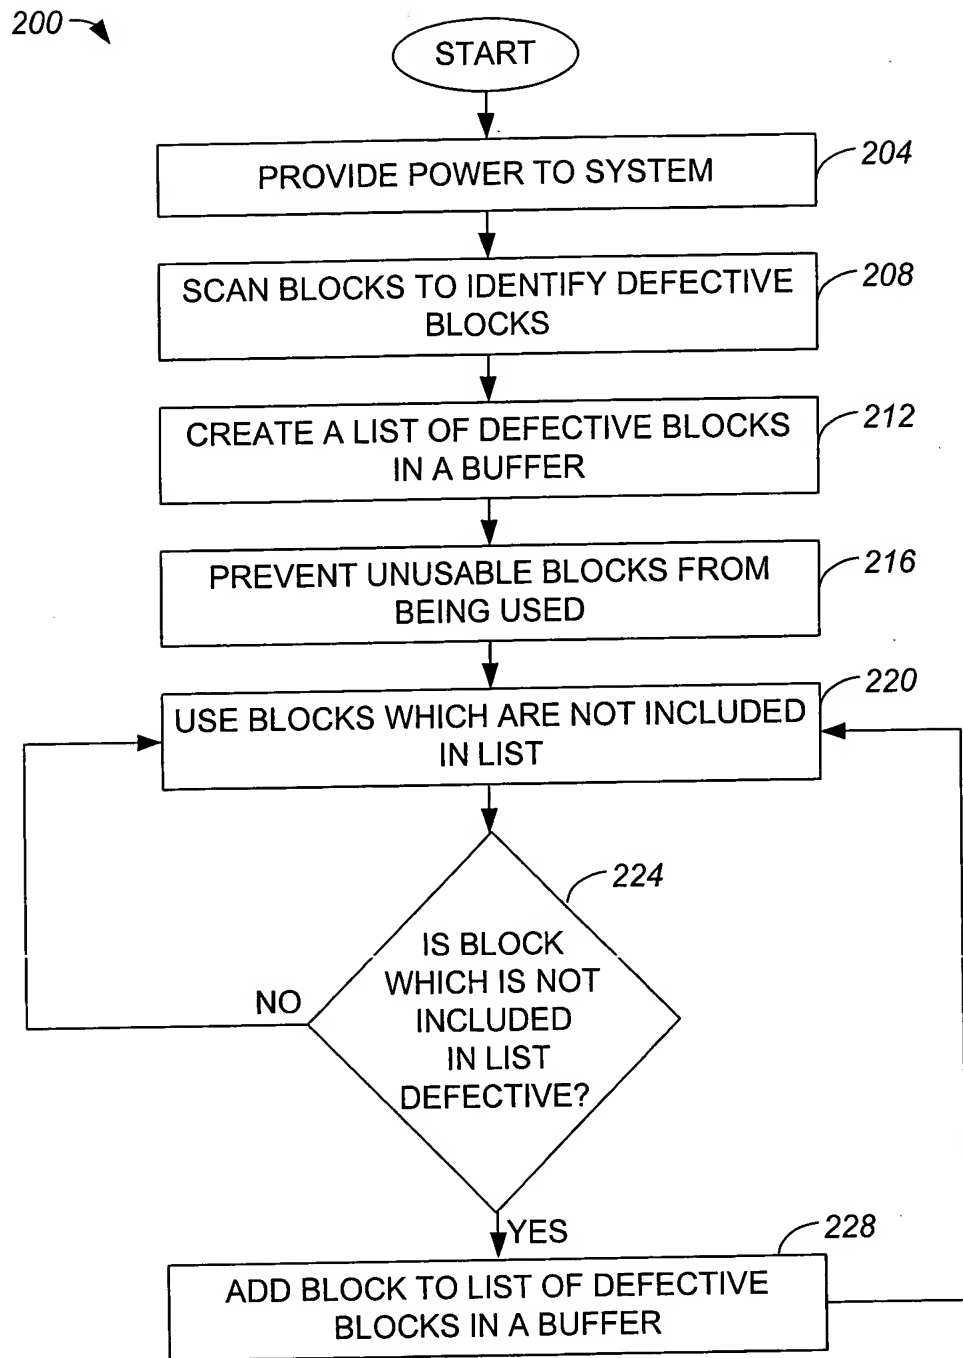 200
START
PROVIDE POWER TO SYSTEM
204
SCAN BLOCKS TO IDENTIFY DEFECTIVE
BLOCKS
208
CREATE A LIST OF DEFECTIVE BLOCKS
IN A BUFFER
212
PREVENT UNUSABLE BLOCKS FROM
BEING USED
216
USE BLOCKS WHICH ARE NOT INCLUDED
IN LIST
220
224
IS BLOCK
WHICH IS NOT
INCLUDED
IN LIST
DEFECTIVE?
NO
YES
228
ADD BLOCK TO LIST OF DEFECTIVE
BLOCKS IN A BUFFER